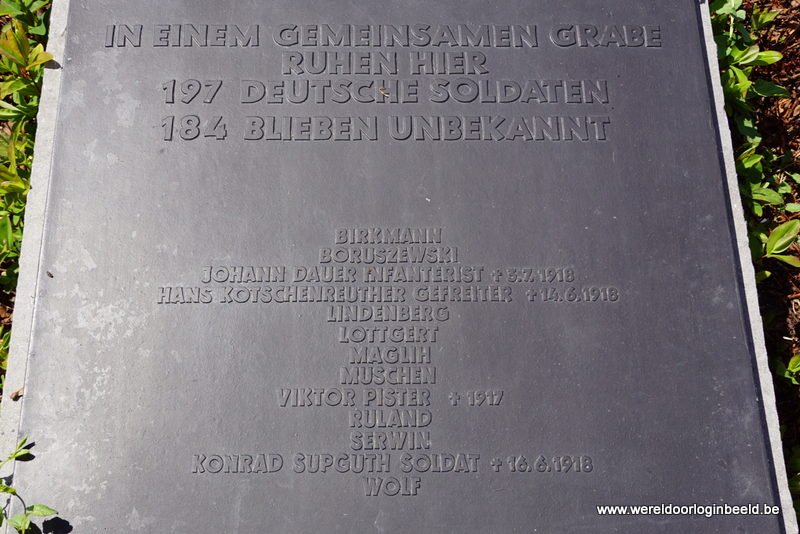 IN EINEM GEMEINSAMEN GRABE
RUHEN HIER
197 DEUTSCHE SOLDATEN
184 BLIEBEN UNBEKANNT
BIRKMANN
BORUSZEWSKI
JOHANN DAUER INFANTERIST + 3.7.1918
HANS KOTSCHENREUTHER GEFREITER + 14.6.1918
LINDENBERG
LOTTGERT
MAGLIH
MUSCHEN
VIKTOR PISTER + 1917
RULAND
SERWIN
KONRAD SUPGUTH SOLDAT + 16.6.1918
WOLF
www.wereldoorloginbeeld.be